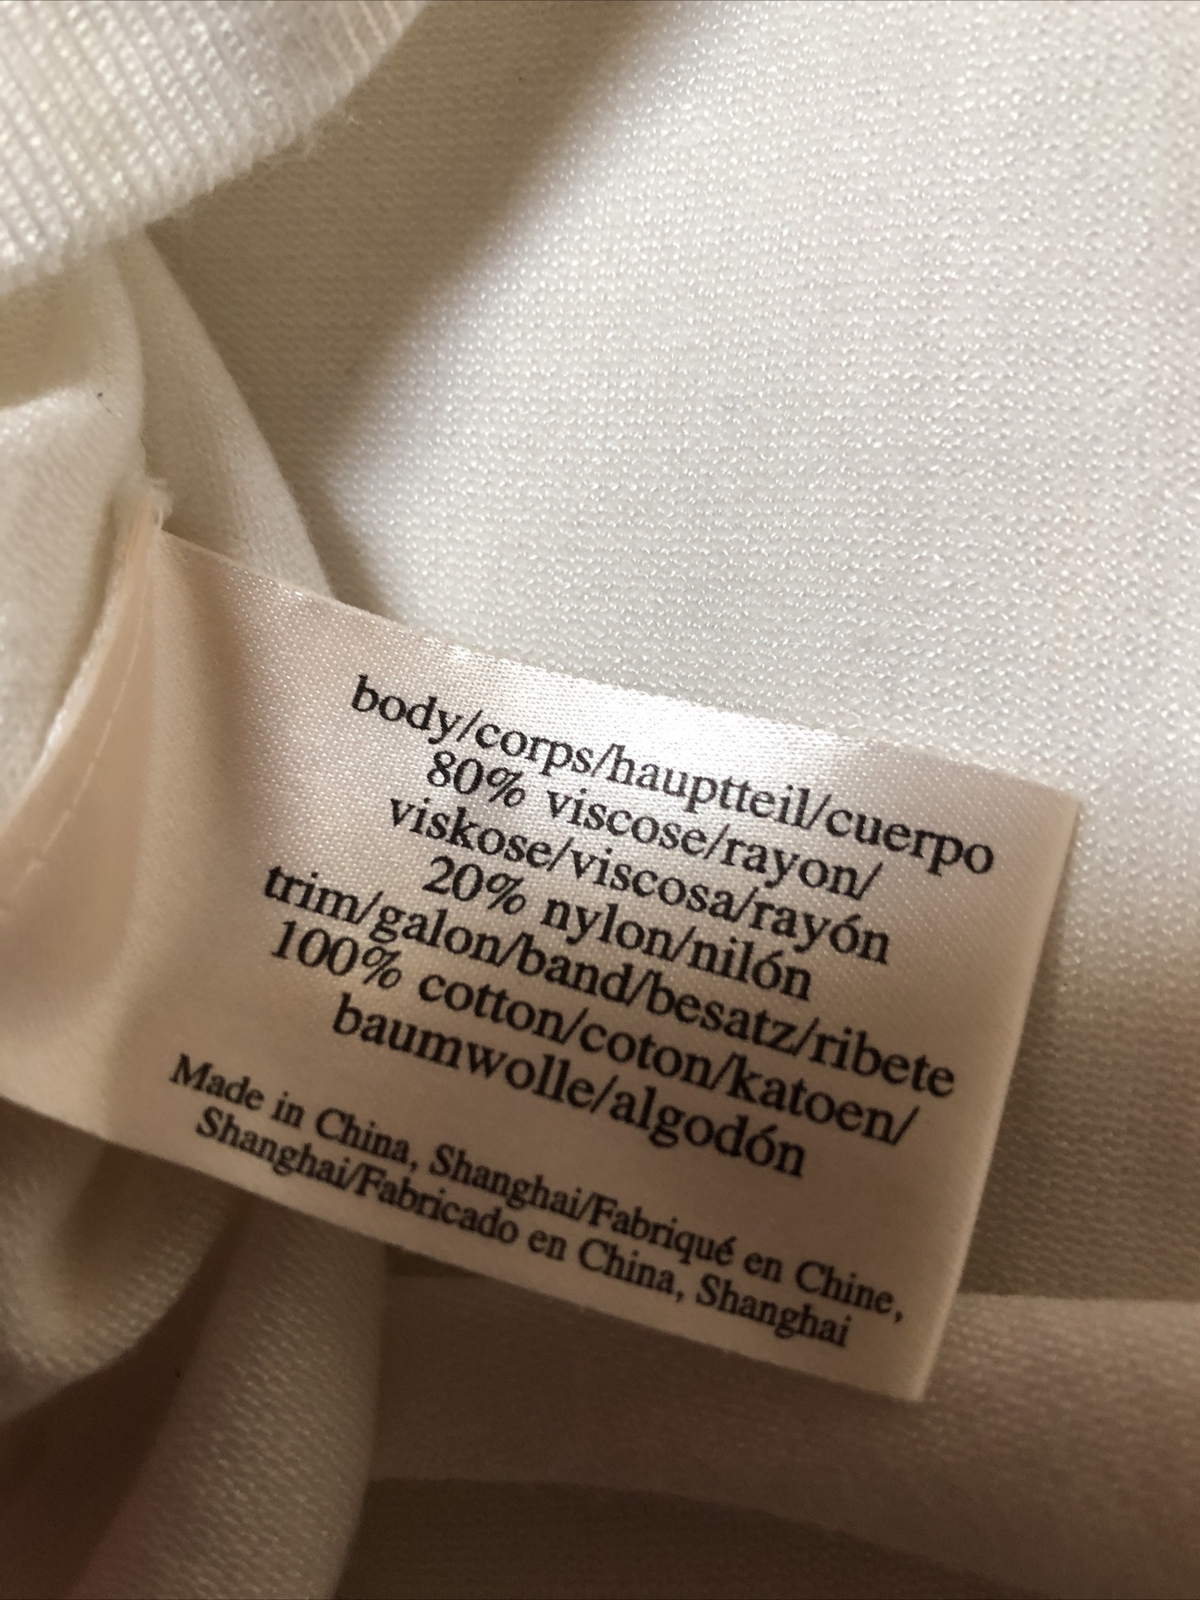 body/corps/hauptteil/cuerpo
80% viscose/rayon/
viskose/viscosa/rayón
20% nylon/nilón
trim/galon/band/besatz/ribete
100% cotton/coton/katoen/
baumwolle/algodón
Made in China, Shanghai/Fabriqué en Chine,
Shanghai/Fabricado en China, Shanghai